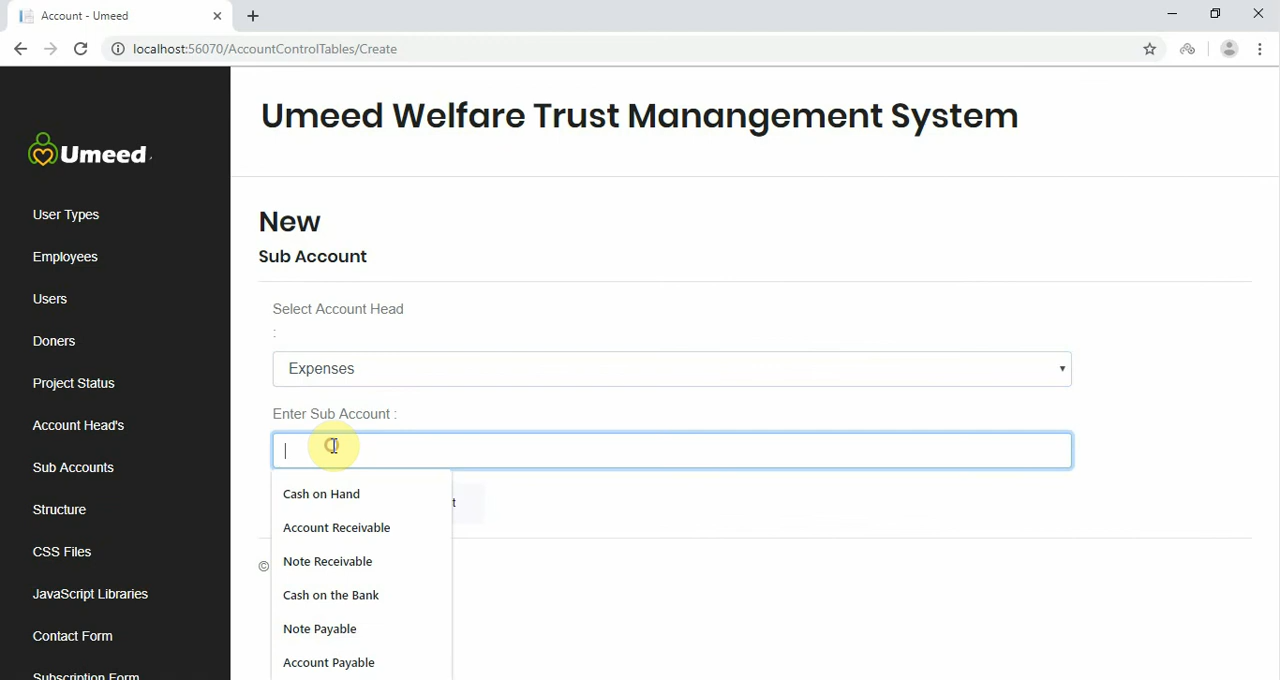 Account - Umeed
localhost:56070/AccountControlTables/Create
Umeed
Umeed Welfare Trust Manangement System
User Types
Employees
Users
Doners
Project Status
Account Head's
Sub Accounts
Structure
CSS Files
JavaScript Libraries
Contact Form
Subscription Form
New
Sub Account
Select Account Head
:
Expenses
Enter Sub Account :
t
Cash on Hand
Account Receivable
Note Receivable
Cash on the Bank
Note Payable
Account Payable
©